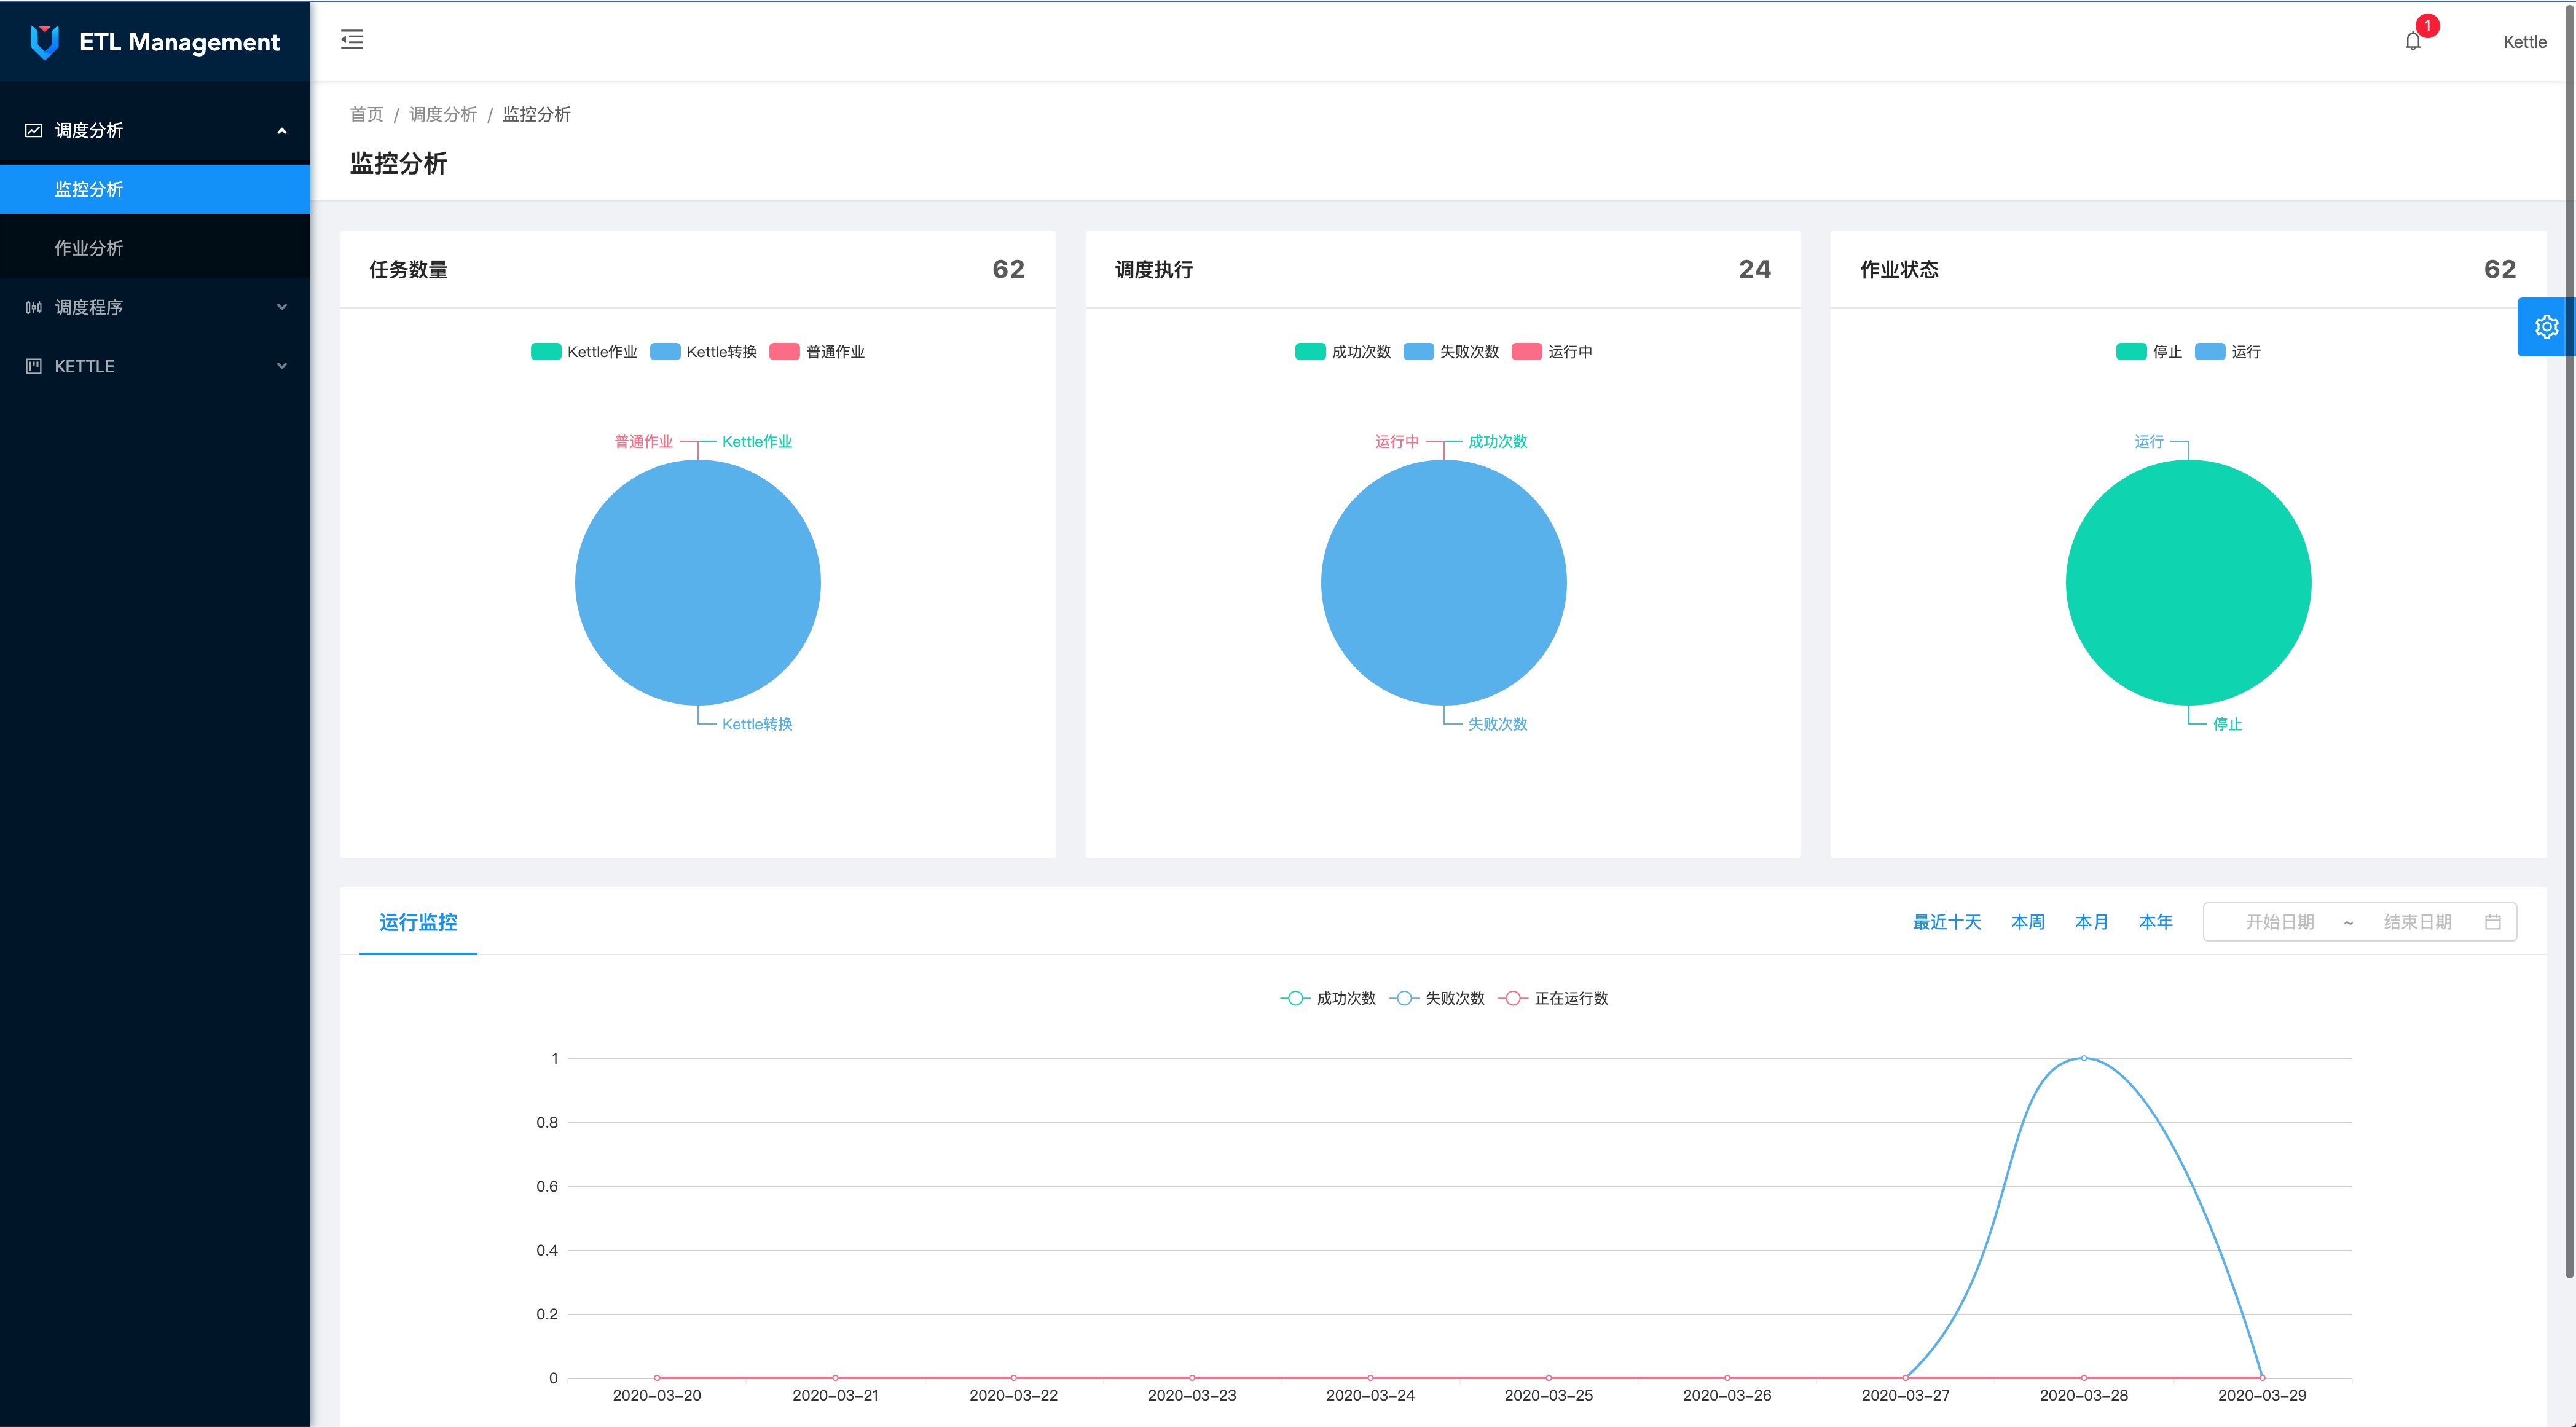 ETL Management
1
Kettle
调度分析
监控分析
作业分析
调度程序
KETTLE
首页 / 调度分析 / 监控分析
监控分析
任务数量 62
Kettle作业 Kettle转换 普通作业
普通作业 Kettle作业
Kettle转换
调度执行 24
成功次数 失败次数 运行中
运行中 成功次数
失败次数
作业状态 62
停止 运行
运行
停止
运行监控
最近十天 本周 本月 本年 开始日期 ~ 结束日期
成功次数 失败次数 正在运行数
1
0.8
0.6
0.4
0.2
0
2020-03-20 2020-03-21 2020-03-22 2020-03-23 2020-03-24 2020-03-25 2020-03-26 2020-03-27 2020-03-28 2020-03-29